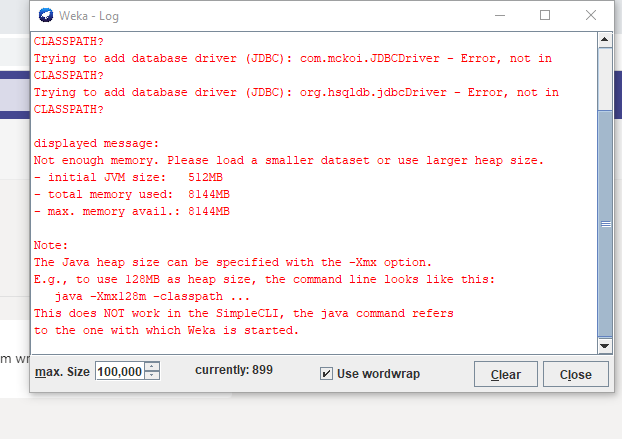 Weka - Log
CLASSPATH?
Trying to add database driver (JDBC): com.mckoi.JDBCDriver - Error, not in
CLASSPATH?
Trying to add database driver (JDBC): org.hsqldb.jdbcDriver - Error, not in
CLASSPATH?
displayed message:
Not enough memory. Please load a smaller dataset or use larger heap size.
- initial JVM size:   512MB
- total memory used:  8144MB
- max. memory avail.: 8144MB
Note:
The Java heap size can be specified with the -Xmx option.
E.g., to use 128MB as heap size, the command line looks like this:
   java -Xmx128m -classpath ...
This does NOT work in the SimpleCLI, the java command refers
to the one with which Weka is started.
m wr
max. Size 100,000 currently: 899 Use wordwrap Clear Close